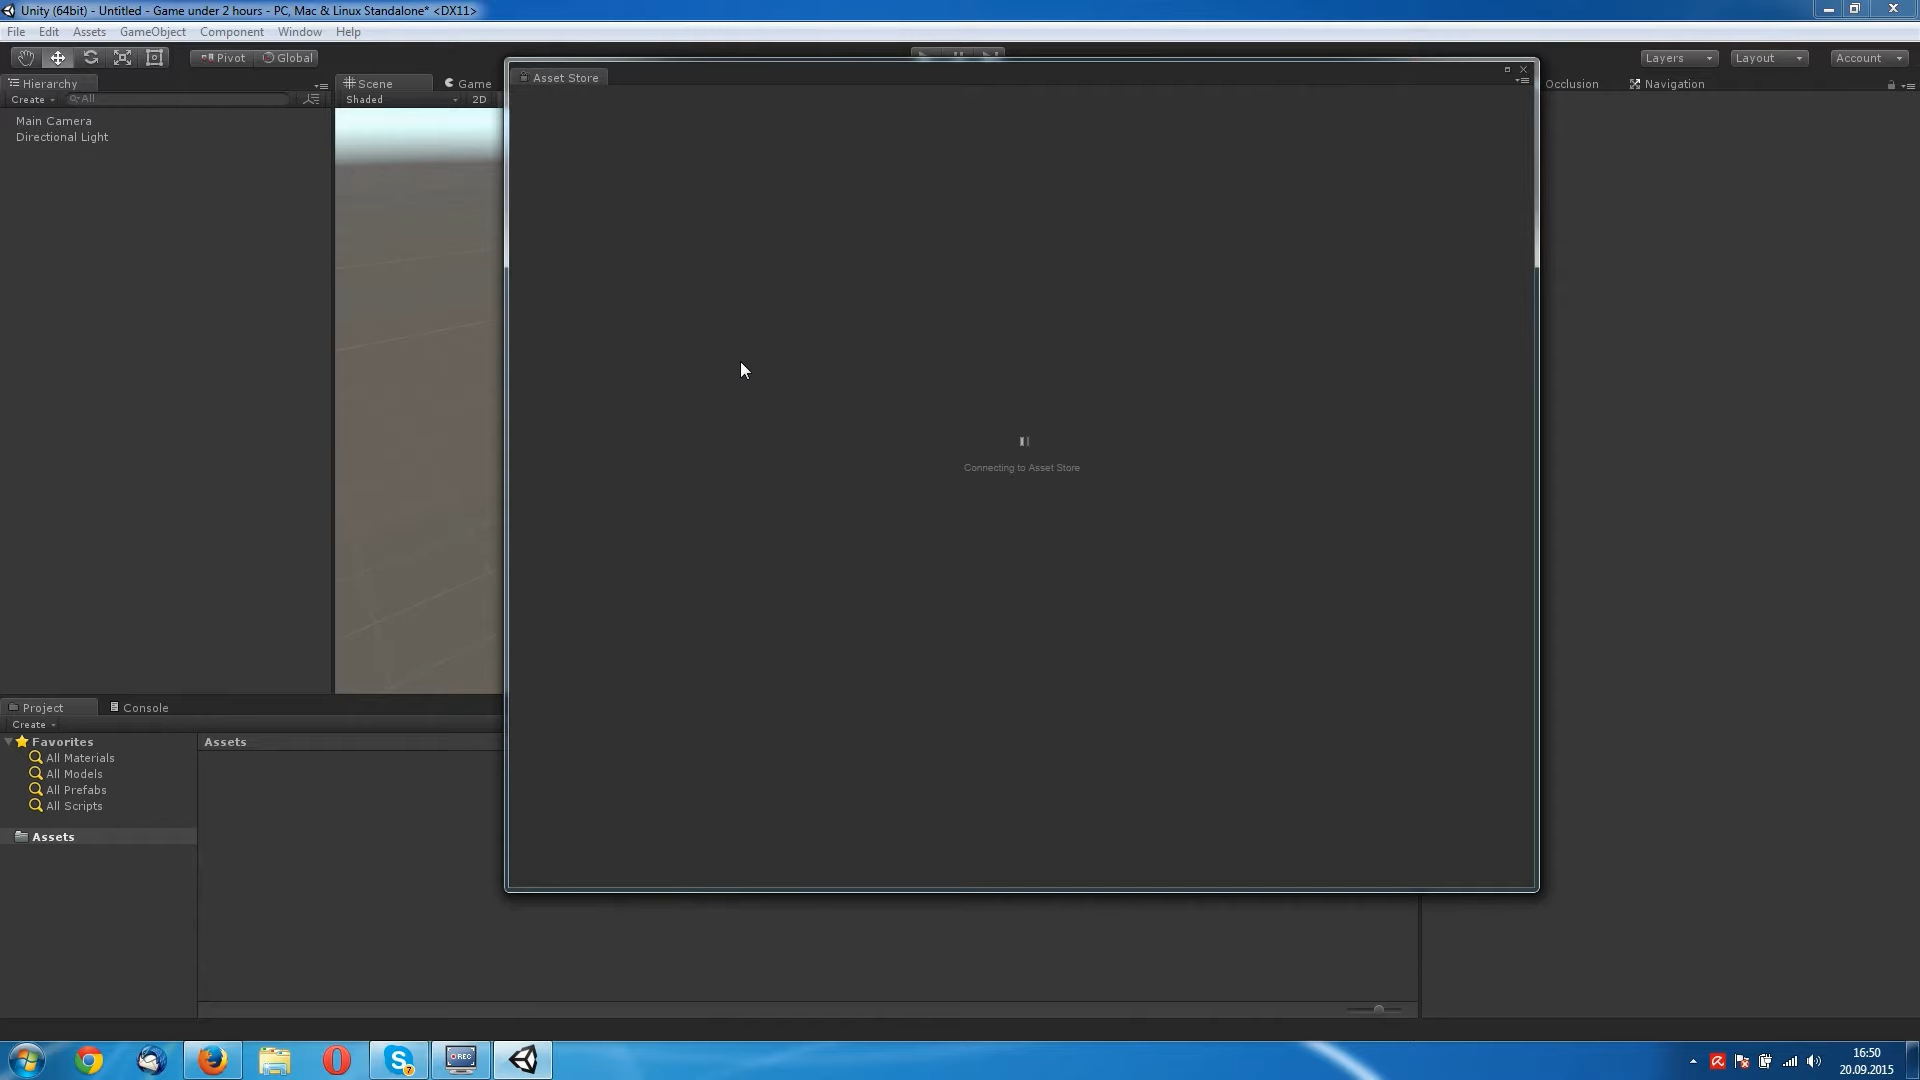 Unity (64bit) - Untitled - Game under 2 hours - PC, Mac & Linux Standalone* <DX11>
File Edit Assets GameObject Component Window Help
Pivot Global Layers Layout Account
Hierarchy Scene Game Asset Store Occlusion Navigation
Create All Shaded 2D
Main Camera
Directional Light
Connecting to Asset Store
Project Console
Create
Favorites Assets
All Materials
All Models
All Prefabs
All Scripts
Assets
REC
7
16:50
20.09.2015